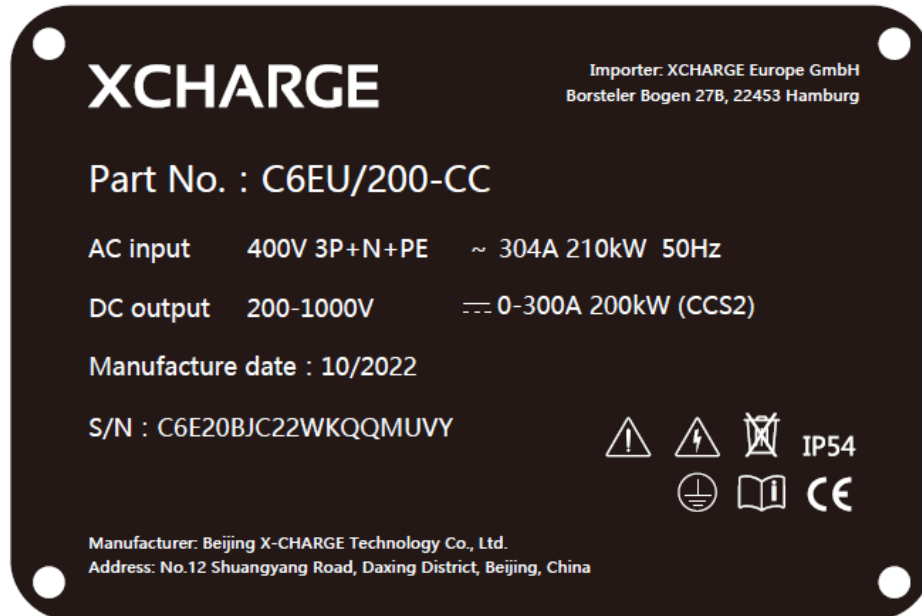 XCHARGE
Importer: XCHARGE Europe GmbH
Borsteler Bogen 27B, 22453 Hamburg
Part No. : C6EU/200-CC
AC input 400V 3P+N+PE ~ 304A 210kW 50Hz
DC output 200-1000V ⎓ 0-300A 200kW (CCS2)
Manufacture date : 10/2022
S/N : C6E20BJC22WKQQMUVY
IP54
CE
Manufacturer: Beijing X-CHARGE Technology Co., Ltd.
Address: No.12 Shuangyang Road, Daxing District, Beijing, China